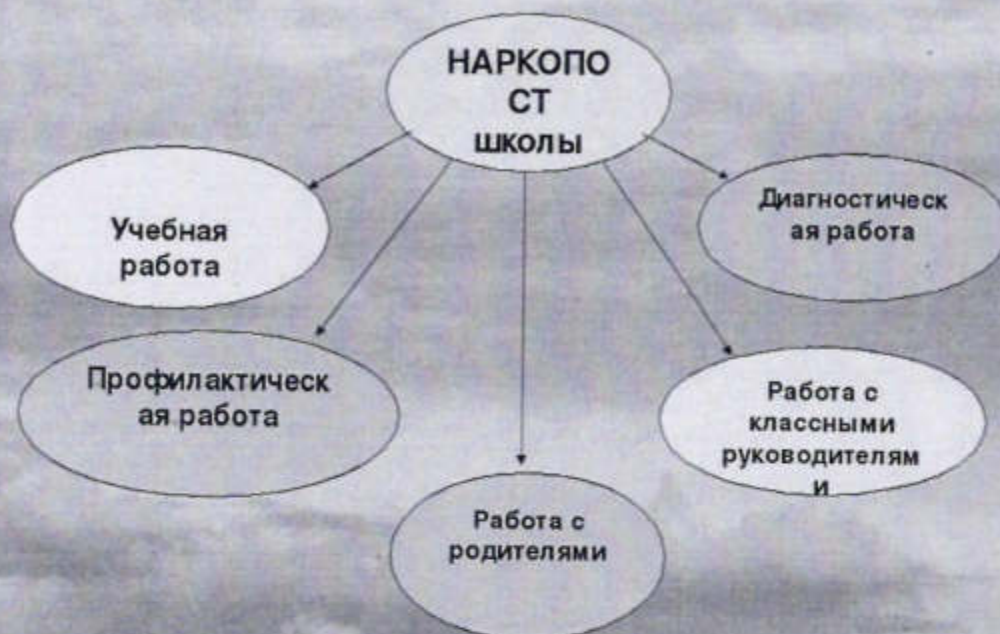 НАРКОПО
СТ
школы
Учебная
работа
Диагностическ
ая работа
Профилактическ
ая работа
Работа с
классными
руководителям
и
Работа с
родителями